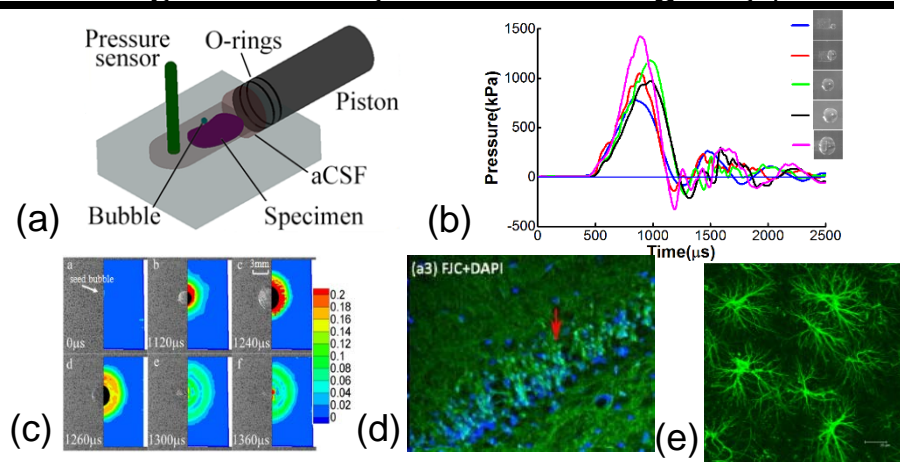 (a)
Pressure
sensor
O-rings
Piston
aCSF
Bubble
Specimen
(b)
Pressure(kPa)
1500
1000
500
0
-500
0
500
1000
1500
2000
2500
Time(μs)
(c)
a
seed bubble
0μs
b
1120μs
c
3mm
1240μs
d
1260μs
e
1300μs
f
1360μs
0.2
0.18
0.16
0.14
0.12
0.1
0.08
0.06
0.04
0.02
0
(d)
(a3) FJC+DAPI
(e)